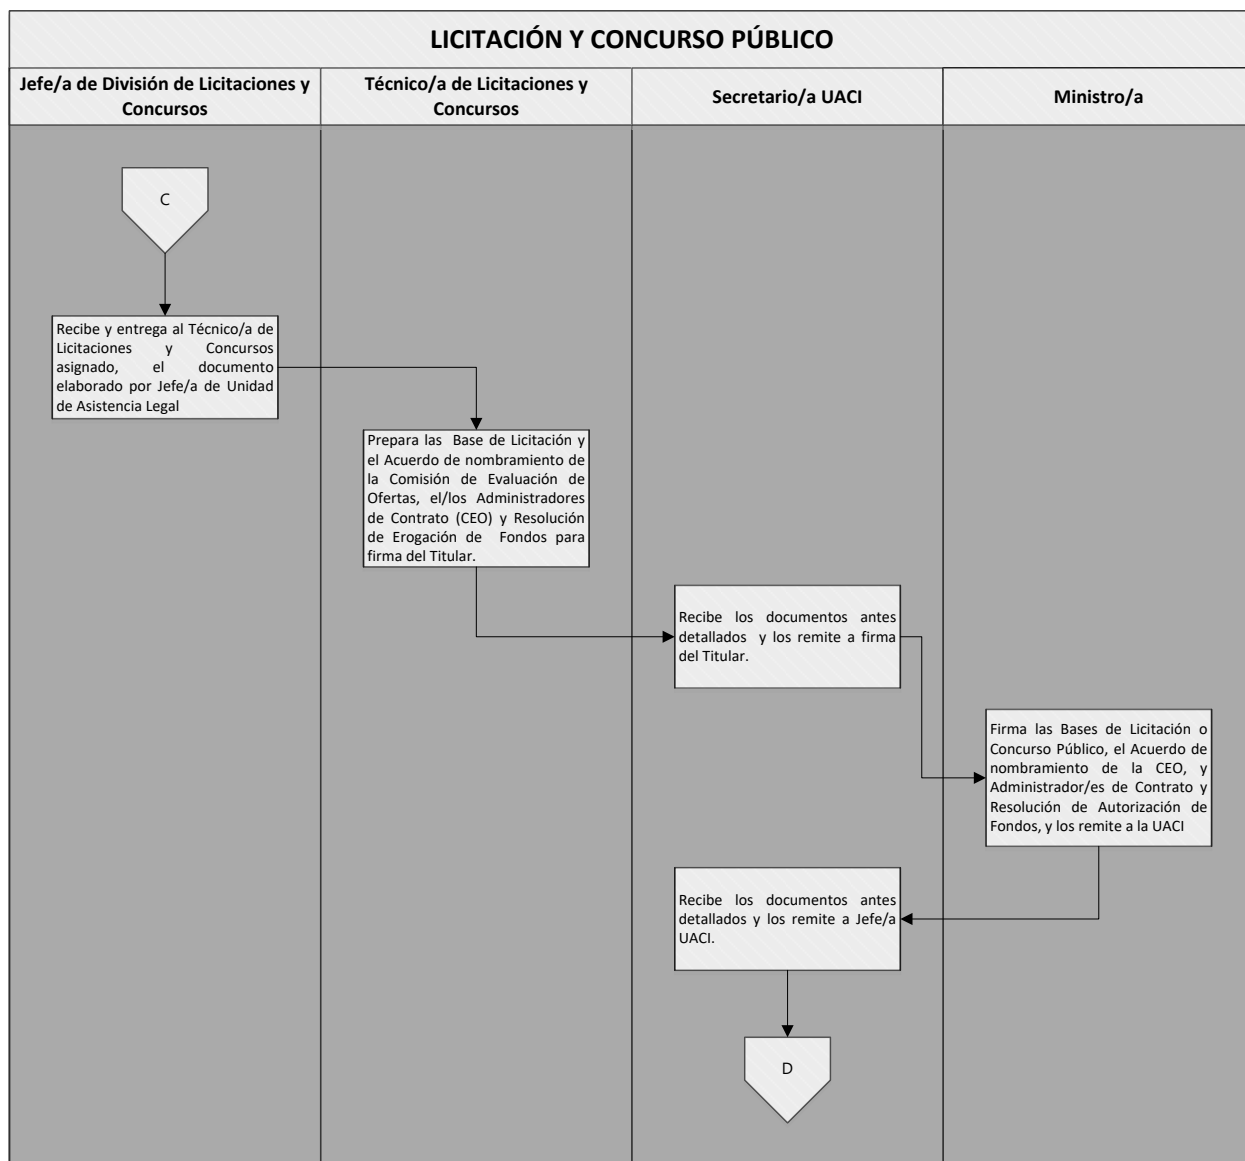 LICITACIÓN Y CONCURSO PÚBLICO
Jefe/a de División de Licitaciones y
Concursos
Técnico/a de Licitaciones y
Concursos
Secretario/a UACI
Ministro/a
C
Recibe y entrega al Técnico/a de
Licitaciones y Concursos
asignado, el documento
elaborado por Jefe/a de Unidad
de Asistencia Legal
Prepara las Base de Licitación y
el Acuerdo de nombramiento de
la Comisión de Evaluación de
Ofertas, el/los Administradores
de Contrato (CEO) y Resolución
de Erogación de Fondos para
firma del Titular.
Recibe los documentos antes
detallados y los remite a firma
del Titular.
Firma las Bases de Licitación o
Concurso Público, el Acuerdo de
nombramiento de la CEO, y
Administrador/es de Contrato y
Resolución de Autorización de
Fondos, y los remite a la UACI
Recibe los documentos antes
detallados y los remite a Jefe/a
UACI.
D